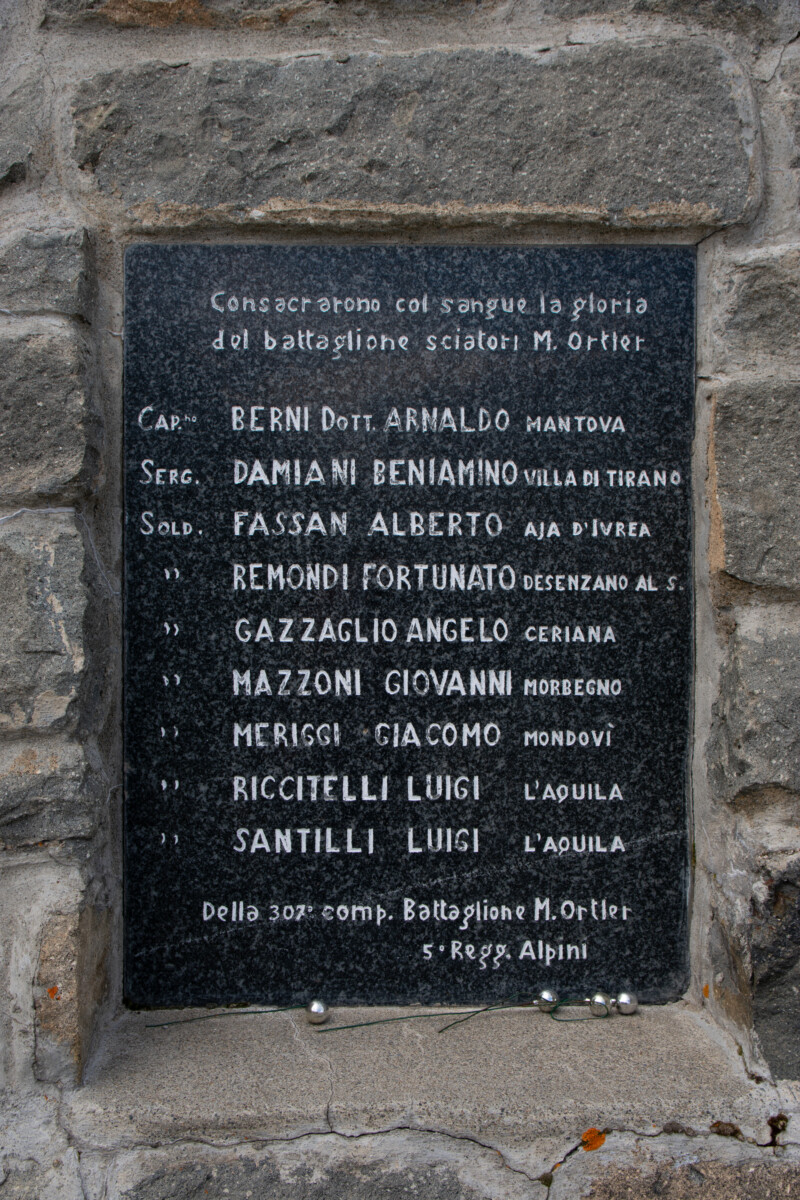 Consacrarono col sangue la gloria
del battaglione sciatori M. Ortler
CAP.no BERNI DOTT. ARNALDO MANTOVA
SERG. DAMIANI BENIAMINO VILLA DI TIRANO
SOLD. FASSAN ALBERTO AJA D'IVREA
" REMONDI FORTUNATO DESENZANO AL S.
" GAZZAGLIO ANGELO CERIANA
" MAZZONI GIOVANNI MORBEGNO
" MERIGGI GIACOMO MONDOVÌ
" RICCITELLI LUIGI L'AQUILA
" SANTILLI LUIGI L'AQUILA
Della 307° comp. Battaglione M. Ortler
5° Regg. Alpini